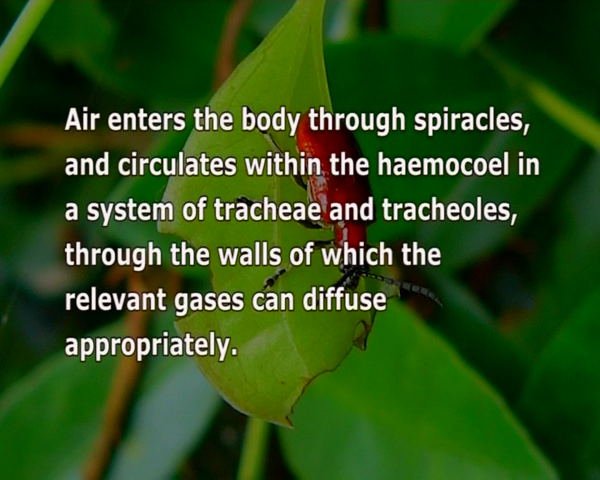 Air enters the body through spiracles,
and circulates within the haemocoel in
a system of tracheae and tracheoles,
through the walls of which the
relevant gases can diffuse
appropriately.